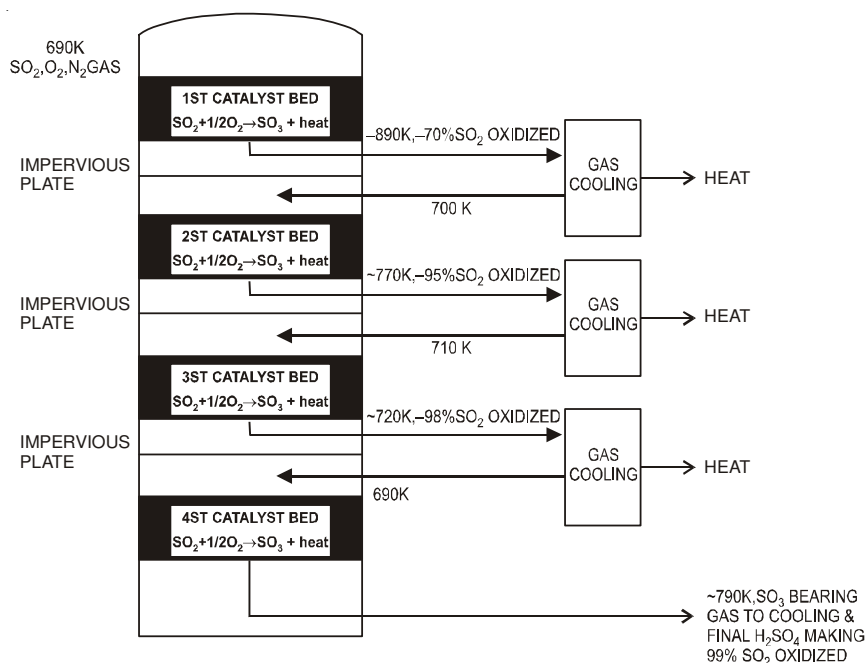 690K
SO₂,O₂,N₂GAS
1ST CATALYST BED
SO₂+1/2O₂→SO₃ + heat
–890K,–70%SO₂ OXIDIZED
IMPERVIOUS
PLATE
GAS
COOLING
HEAT
700 K
2ST CATALYST BED
SO₂+1/2O₂→SO₃ + heat
~770K,–95%SO₂ OXIDIZED
IMPERVIOUS
PLATE
GAS
COOLING
HEAT
710 K
3ST CATALYST BED
SO₂+1/2O₂→SO₃ + heat
~720K,–98%SO₂ OXIDIZED
IMPERVIOUS
PLATE
GAS
COOLING
HEAT
690K
4ST CATALYST BED
SO₂+1/2O₂→SO₃ + heat
~790K,SO₃ BEARING
GAS TO COOLING &
FINAL H₂SO₄ MAKING
99% SO₂ OXIDIZED